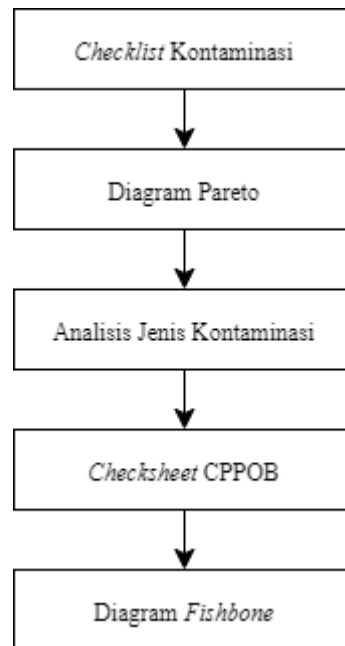 Checklist Kontaminasi
Diagram Pareto
Analisis Jenis Kontaminasi
Checksheet CPPOB
Diagram Fishbone